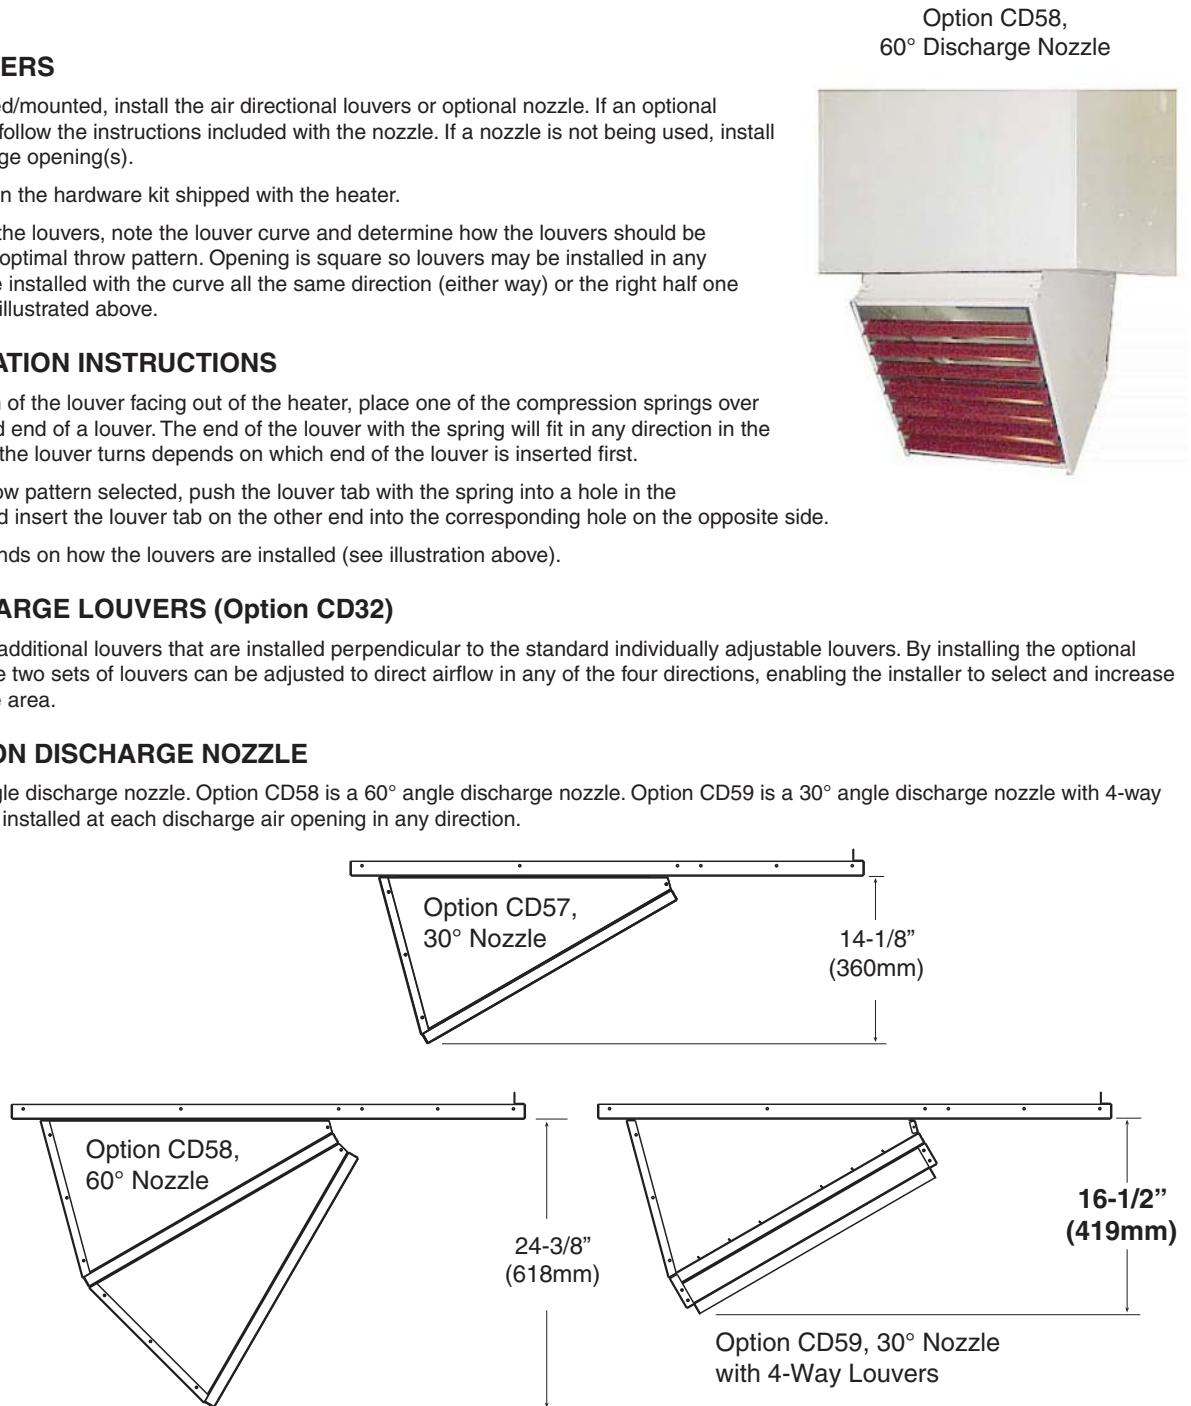 Option CD58,
60° Discharge Nozzle
ERS
ed/mounted, install the air directional louvers or optional nozzle. If an optional
follow the instructions included with the nozzle. If a nozzle is not being used, install
ge opening(s).
n the hardware kit shipped with the heater.
the louvers, note the louver curve and determine how the louvers should be
optimal throw pattern. Opening is square so louvers may be installed in any
e installed with the curve all the same direction (either way) or the right half one
illustrated above.
ATION INSTRUCTIONS
n of the louver facing out of the heater, place one of the compression springs over
d end of a louver. The end of the louver with the spring will fit in any direction in the
the louver turns depends on which end of the louver is inserted first.
ow pattern selected, push the louver tab with the spring into a hole in the
d insert the louver tab on the other end into the corresponding hole on the opposite side.
nds on how the louvers are installed (see illustration above).
ARGE LOUVERS (Option CD32)
additional louvers that are installed perpendicular to the standard individually adjustable louvers. By installing the optional
e two sets of louvers can be adjusted to direct airflow in any of the four directions, enabling the installer to select and increase
e area.
ON DISCHARGE NOZZLE
gle discharge nozzle. Option CD58 is a 60° angle discharge nozzle. Option CD59 is a 30° angle discharge nozzle with 4-way
installed at each discharge air opening in any direction.
Option CD57,
30° Nozzle
14-1/8”
(360mm)
Option CD58,
60° Nozzle
24-3/8”
(618mm)
16-1/2”
(419mm)
Option CD59, 30° Nozzle
with 4-Way Louvers